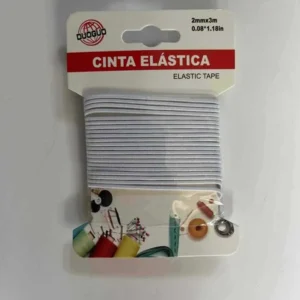 DUOGUO
2mmx3m
0.08*1.18in
CINTA ELÁSTICA
ELASTIC TAPE